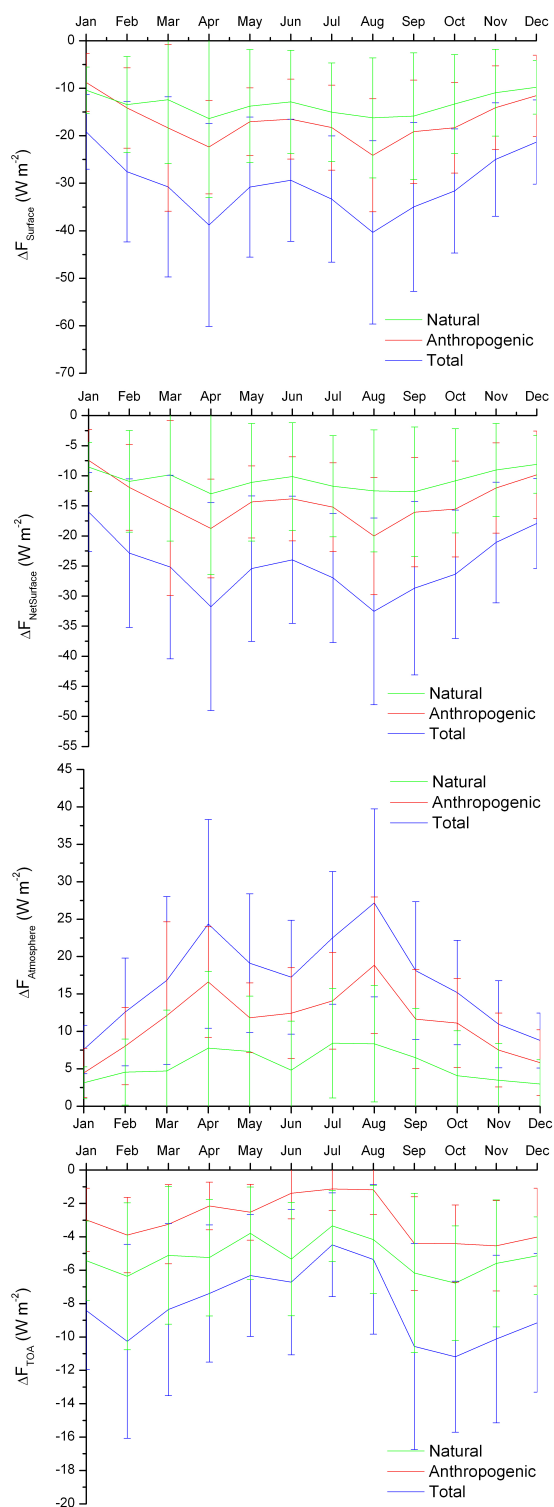 Jan Feb Mar Apr May Jun Jul Aug Sep Oct Nov Dec
0
-10
-20
-30
-40
-50
-60
-70
ΔF_Surface (W m⁻²)
Natural
Anthropogenic
Total
Jan Feb Mar Apr May Jun Jul Aug Sep Oct Nov Dec
0
-5
-10
-15
-20
-25
-30
-35
-40
-45
-50
-55
ΔF_NetSurface (W m⁻²)
Natural
Anthropogenic
Total
45
40
35
30
25
20
15
10
5
0
ΔF_Atmosphere (W m⁻²)
Natural
Anthropogenic
Total
Jan Feb Mar Apr May Jun Jul Aug Sep Oct Nov Dec
0
-2
-4
-6
-8
-10
-12
-14
-16
-18
-20
ΔF_TOA (W m⁻²)
Natural
Anthropogenic
Total